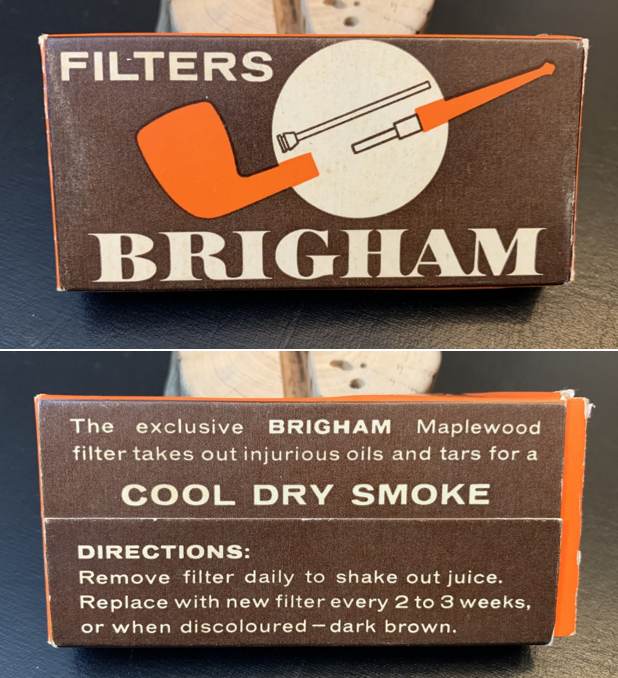 FILTERS
BRIGHAM
The exclusive BRIGHAM Maplewood
filter takes out injurious oils and tars for a
COOL DRY SMOKE
DIRECTIONS:
Remove filter daily to shake out juice.
Replace with new filter every 2 to 3 weeks,
or when discoloured—dark brown.